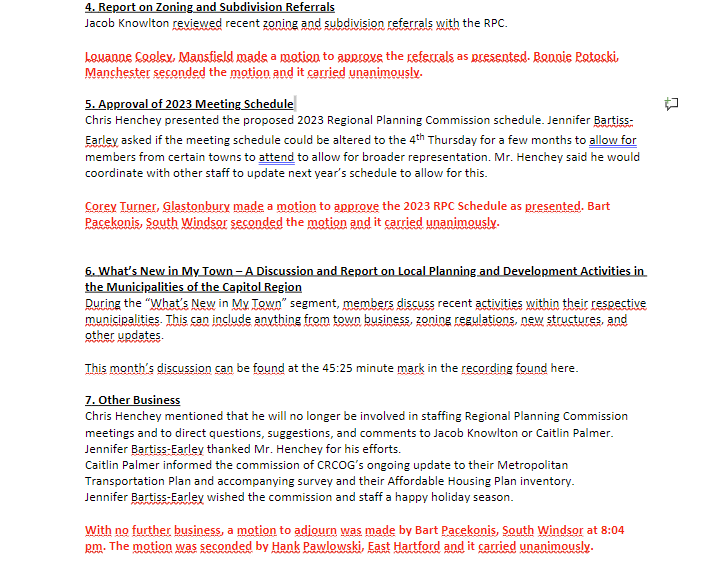 4. Report on Zoning and Subdivision Referrals
Jacob Knowlton reviewed recent zoning and subdivision referrals with the RPC.
Louanne Cooley, Mansfield made a motion to approve the referrals as presented. Bonnie Potocki,
Manchester seconded the motion and it carried unanimously.
5. Approval of 2023 Meeting Schedule
Chris Henchey presented the proposed 2023 Regional Planning Commission schedule. Jennifer Bartiss-
Earley asked if the meeting schedule could be altered to the 4th Thursday for a few months to allow for
members from certain towns to attend to allow for broader representation. Mr. Henchey said he would
coordinate with other staff to update next year's schedule to allow for this.
Corey Turner, Glastonbury made a motion to approve the 2023 RPC Schedule as presented. Bart
Pacekonis, South Windsor seconded the motion and it carried unanimously.
6. What's New in My Town – A Discussion and Report on Local Planning and Development Activities in
the Municipalities of the Capitol Region
During the “What's New in My Town” segment, members discuss recent activities within their respective
municipalities. This can include anything from town business, zoning regulations, new structures, and
other updates.
This month's discussion can be found at the 45:25 minute mark in the recording found here.
7. Other Business
Chris Henchey mentioned that he will no longer be involved in staffing Regional Planning Commission
meetings and to direct questions, suggestions, and comments to Jacob Knowlton or Caitlin Palmer.
Jennifer Bartiss-Earley thanked Mr. Henchey for his efforts.
Caitlin Palmer informed the commission of CRCOG's ongoing update to their Metropolitan
Transportation Plan and accompanying survey and their Affordable Housing Plan inventory.
Jennifer Bartiss-Earley wished the commission and staff a happy holiday season.
With no further business, a motion to adjourn was made by Bart Pacekonis, South Windsor at 8:04
pm. The motion was seconded by Hank Pawlowski, East Hartford and it carried unanimously.